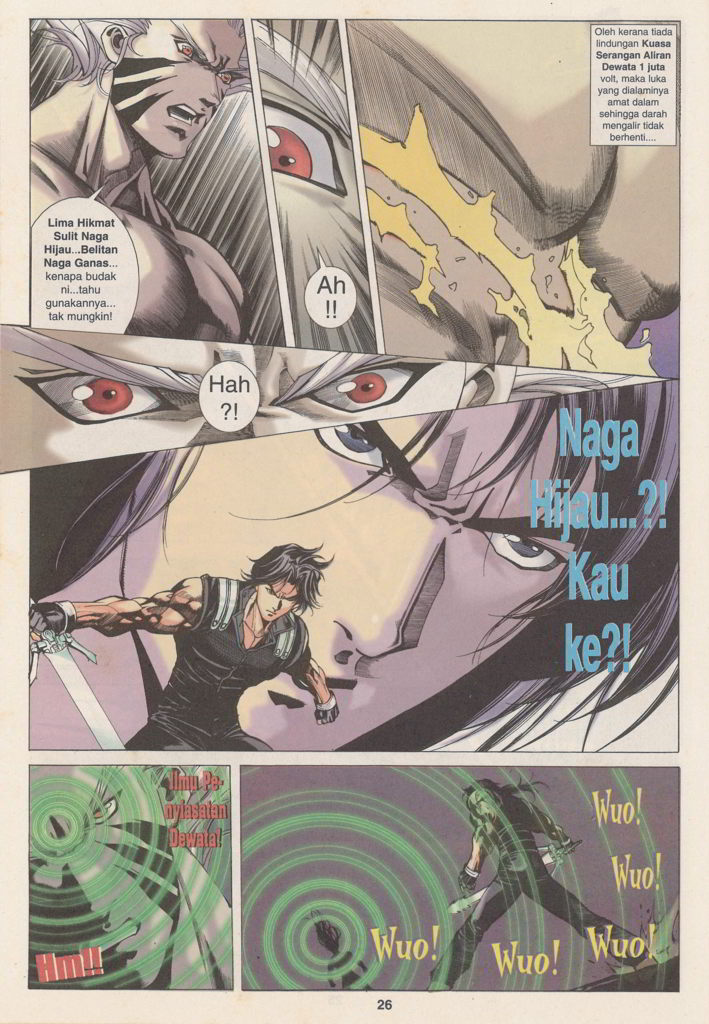 Oleh kerana tiada
lindungan Kuasa
Serangan Aliran
Dewata 1 juta
volt, maka luka
yang dialaminya
amat dalam
sehingga darah
mengalir tidak
berhenti....
Lima Hikmat
Sulit Naga
Hijau...Belitan
Naga Ganas...
kenapa budak
ni...tahu
gunakannya...
tak mungkin!
Ah
!!
Hah
?!
Naga
Hijau...?!
Kau
ke?!
Ilmu Pe-
nyiasatan
Dewata!
Hm!!
Wuo!
Wuo!
Wuo!
Wuo!
Wuo!
26